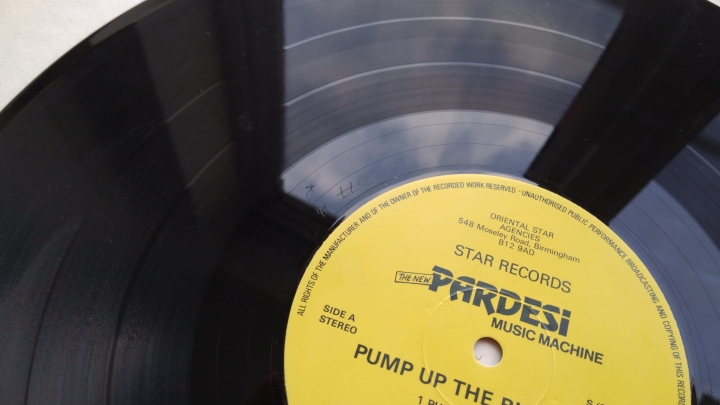 ALL RIGHTS OF THE MANUFACTURER AND OF THE OWNER OF THE RECORDED WORK RESERVED - UNAUTHORISED PUBLIC PERFORMANCE BROADCASTING AND COPYING OF THIS
ORIENTAL STAR
AGENCIES
548 Moseley Road, Birmingham
B12 9AD
STAR RECORDS
THE NEW PARDESI
MUSIC MACHINE
SIDE A
STEREO
PUMP UP THE
1